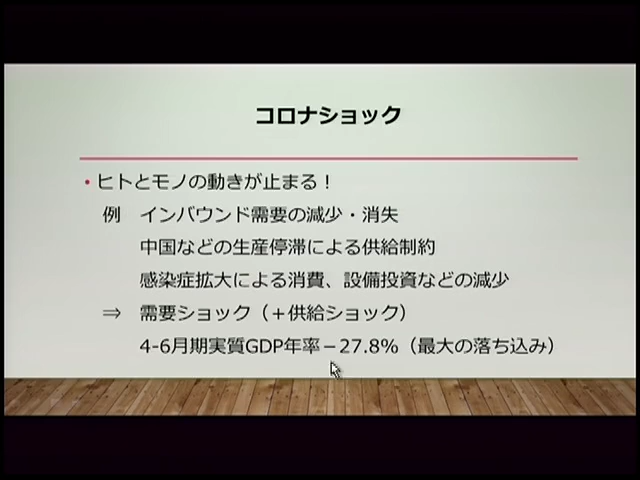 コロナショック
・ヒトとモノの動きが止まる！
例　インバウンド需要の減少・消失
中国などの生産停滞による供給制約
感染症拡大による消費、設備投資などの減少
⇒　需要ショック（＋供給ショック）
4-6月期実質GDP年率－27.8%（最大の落ち込み）